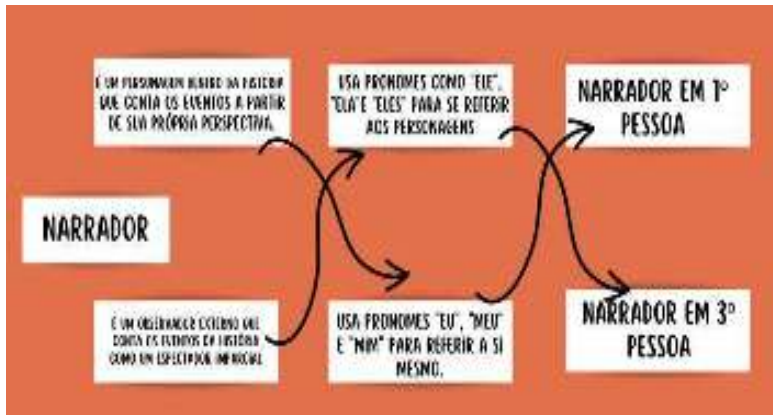 É UM PERSONAGEM DENTRO DA HISTÓRIA
QUE CONTA OS EVENTOS A PARTIR
DE SUA PRÓPRIA PERSPECTIVA.
USA PRONOMES COMO "ELE",
"ELA" E "ELES" PARA SE REFERIR
AOS PERSONAGENS
NARRADOR EM 1º
PESSOA
NARRADOR
É UM OBSERVADOR EXTERNO QUE
CONTA OS EVENTOS DA HISTÓRIA
COMO UM ESPECTADOR IMPARCIAL
USA PRONOMES "EU", "MEU"
E "MIM" PARA REFERIR A SI
MESMO.
NARRADOR EM 3º
PESSOA